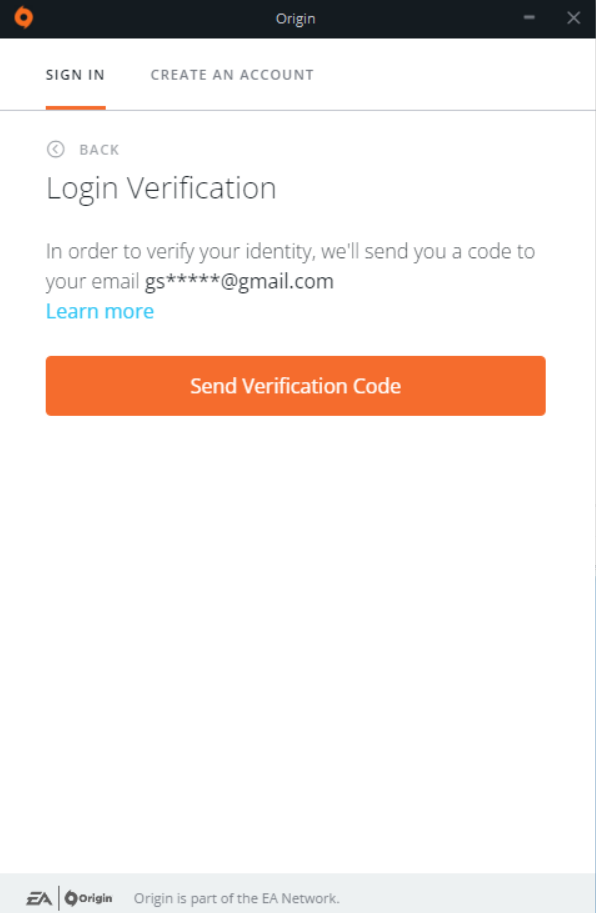 Origin
SIGN IN
CREATE AN ACCOUNT
BACK
Login Verification
In order to verify your identity, we'll send you a code to
your email gs*****@gmail.com
Learn more
Send Verification Code
EA Origin Origin is part of the EA Network.